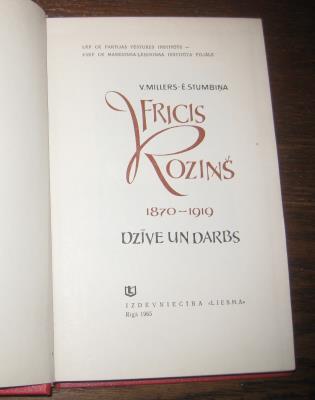 LKP CK PARTIJAS VĒSTURES INSTITŪTS —
PSKP CK MARKSISMA-ĻEŅINISMA INSTITŪTA FILIĀLE
V. MILLERS · E. STUMBIŅA
FRICIS
ROZIŅŠ
1870—1919
DZĪVE UN DARBS
IZDEVNIECĪBA «LIESMA»
Rīgā 1965